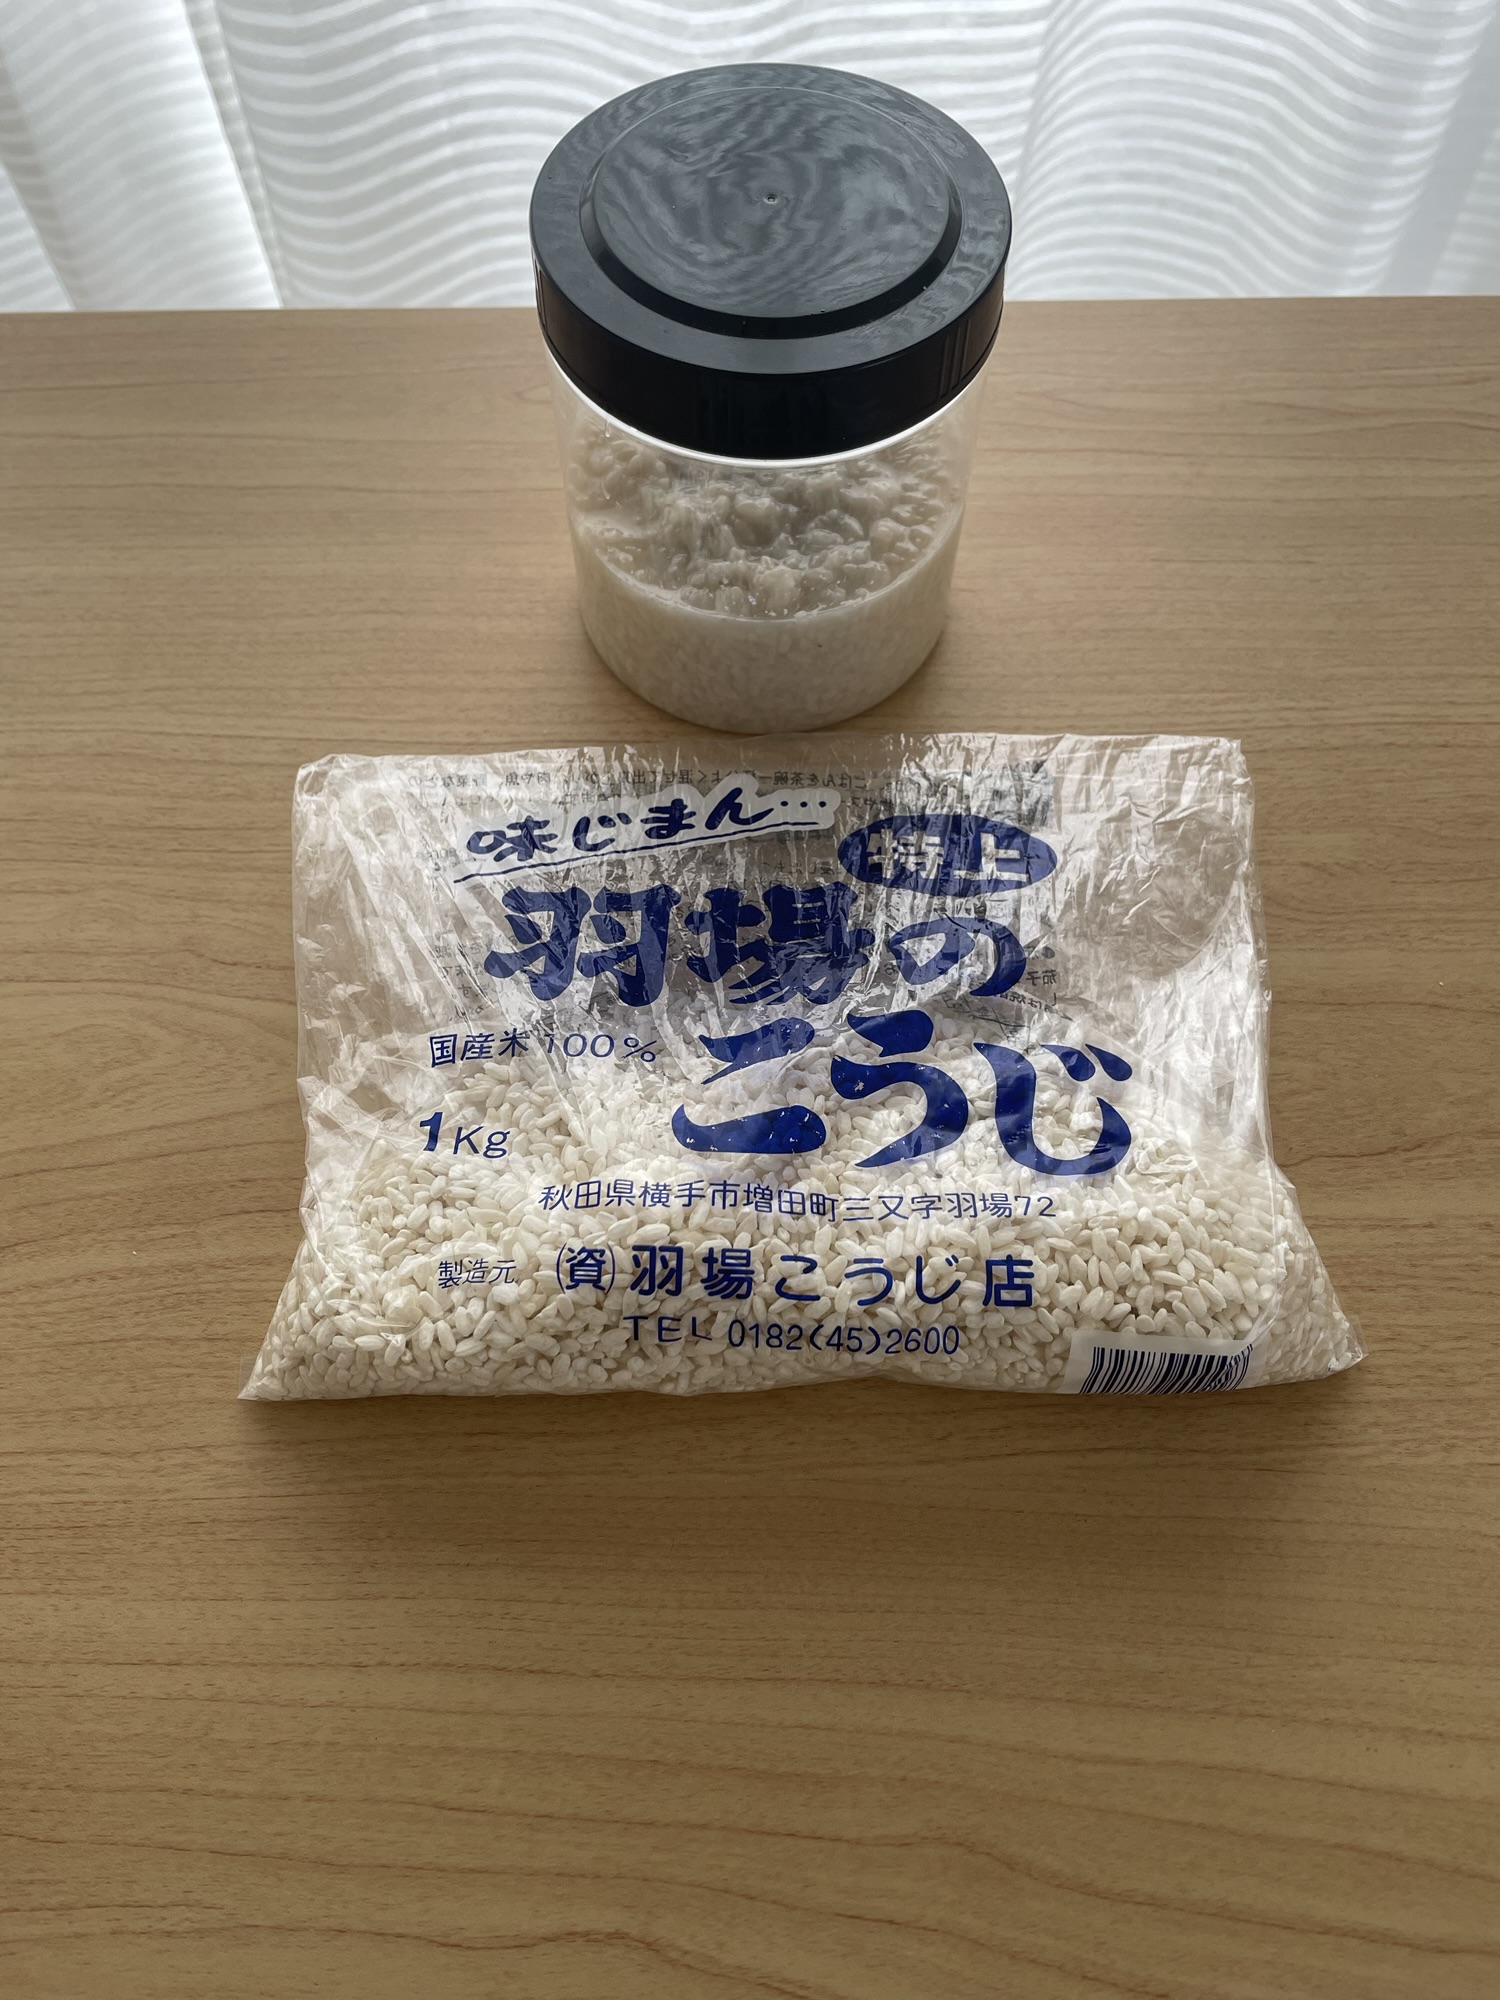 味じまん…
特上
羽場の
こうじ
国産米100%
1Kg
秋田県横手市増田町三又字羽場72
製造元 (資)羽場こうじ店
TEL 0182(45)2600